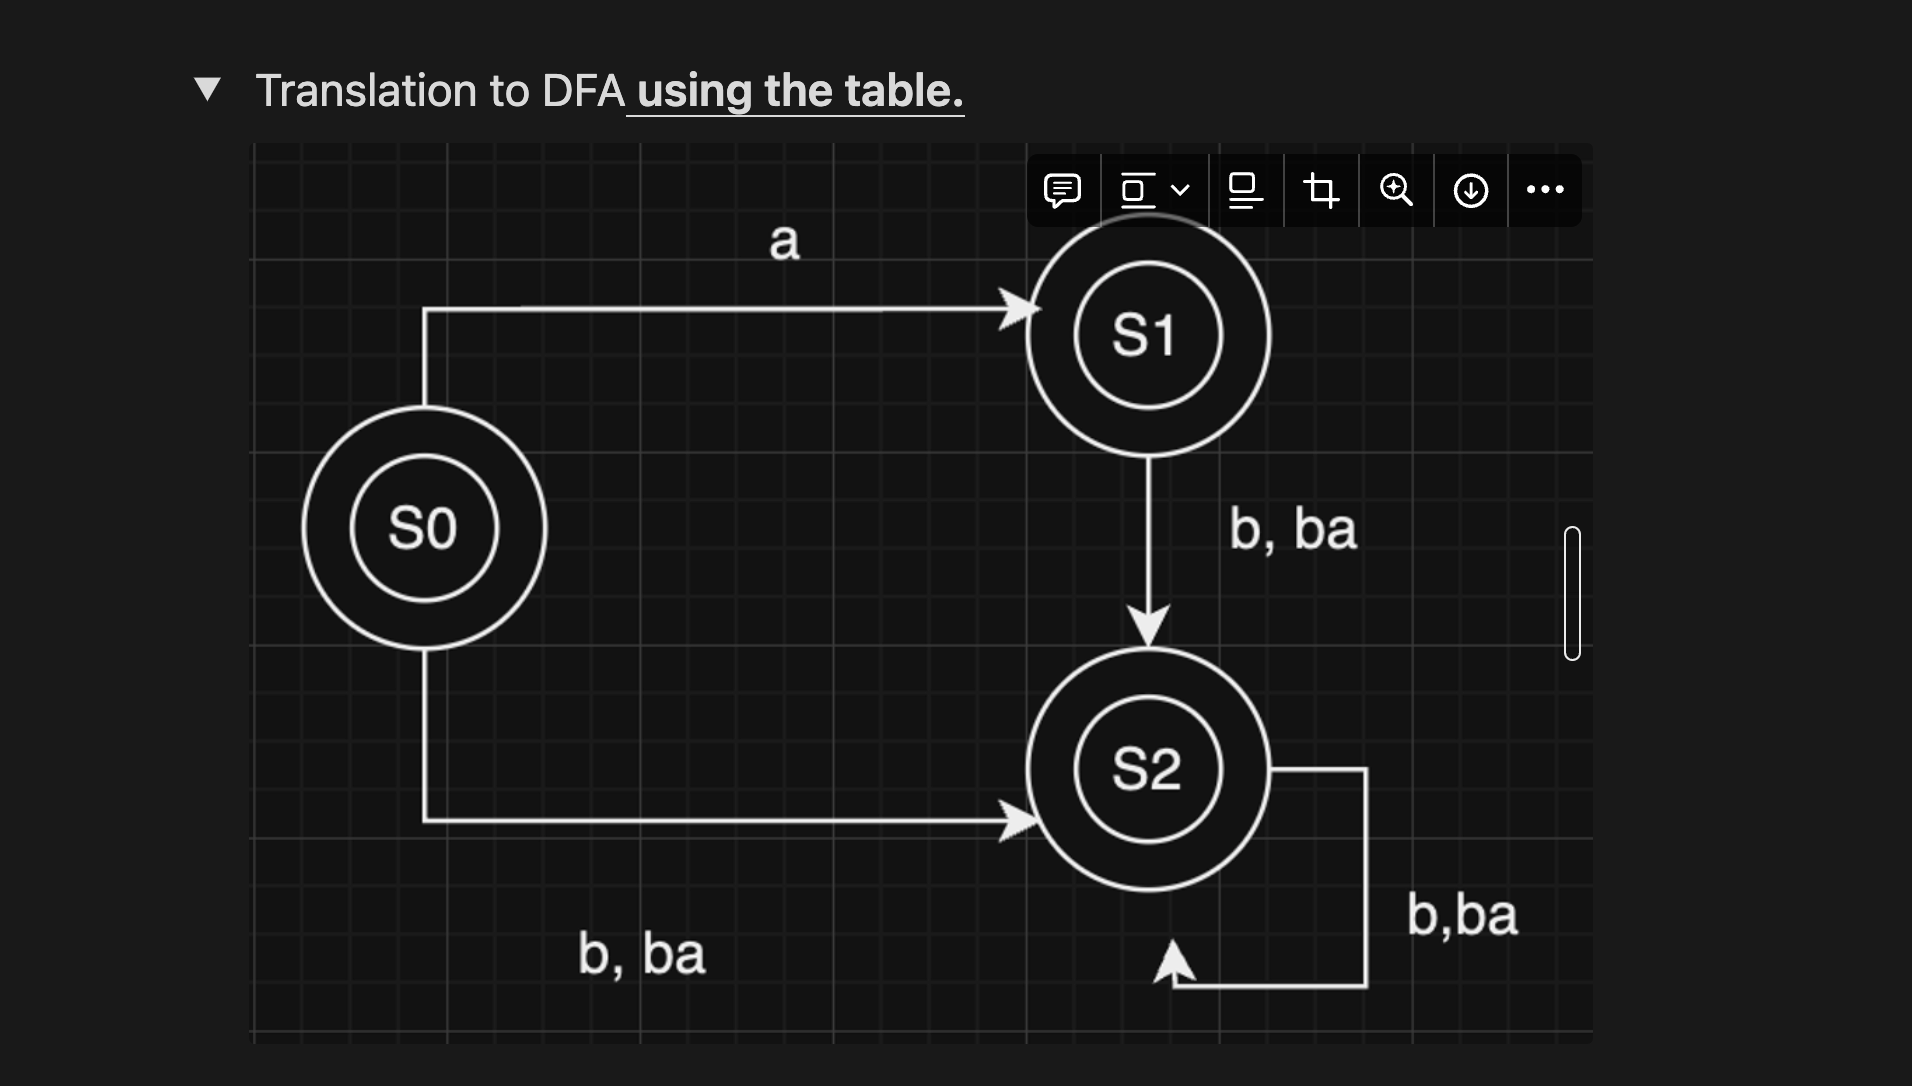 Translation to DFA using the table.
a
S1
S0
b, ba
S2
b,ba
b, ba